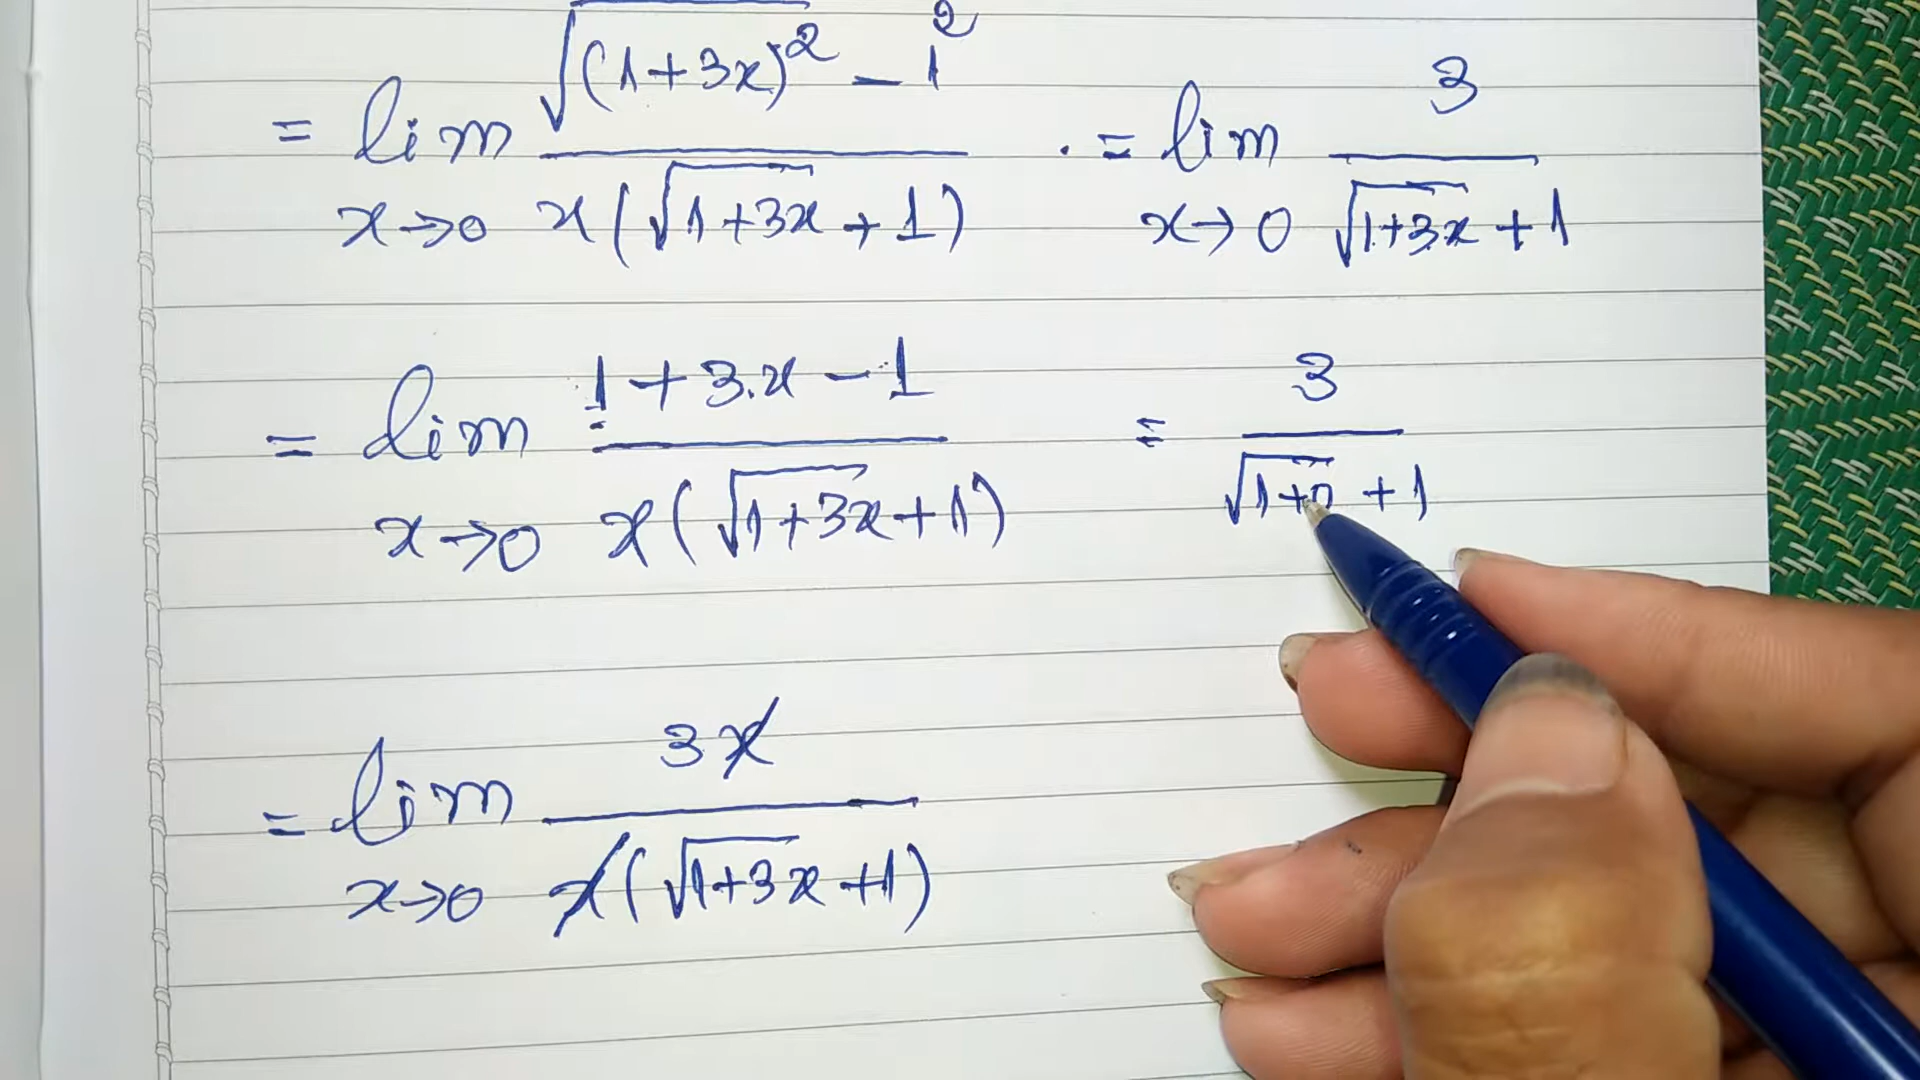 = lim √(1+3x)² − 1²
x→0 x(√1+3x + 1)
= lim 1+3.x−1
x→0 x(√1+3x+1)
= lim 3x
x→0 x(√1+3x+1)
. = lim 3
x→0 √1+3x + 1
= 3
√1+0 + 1